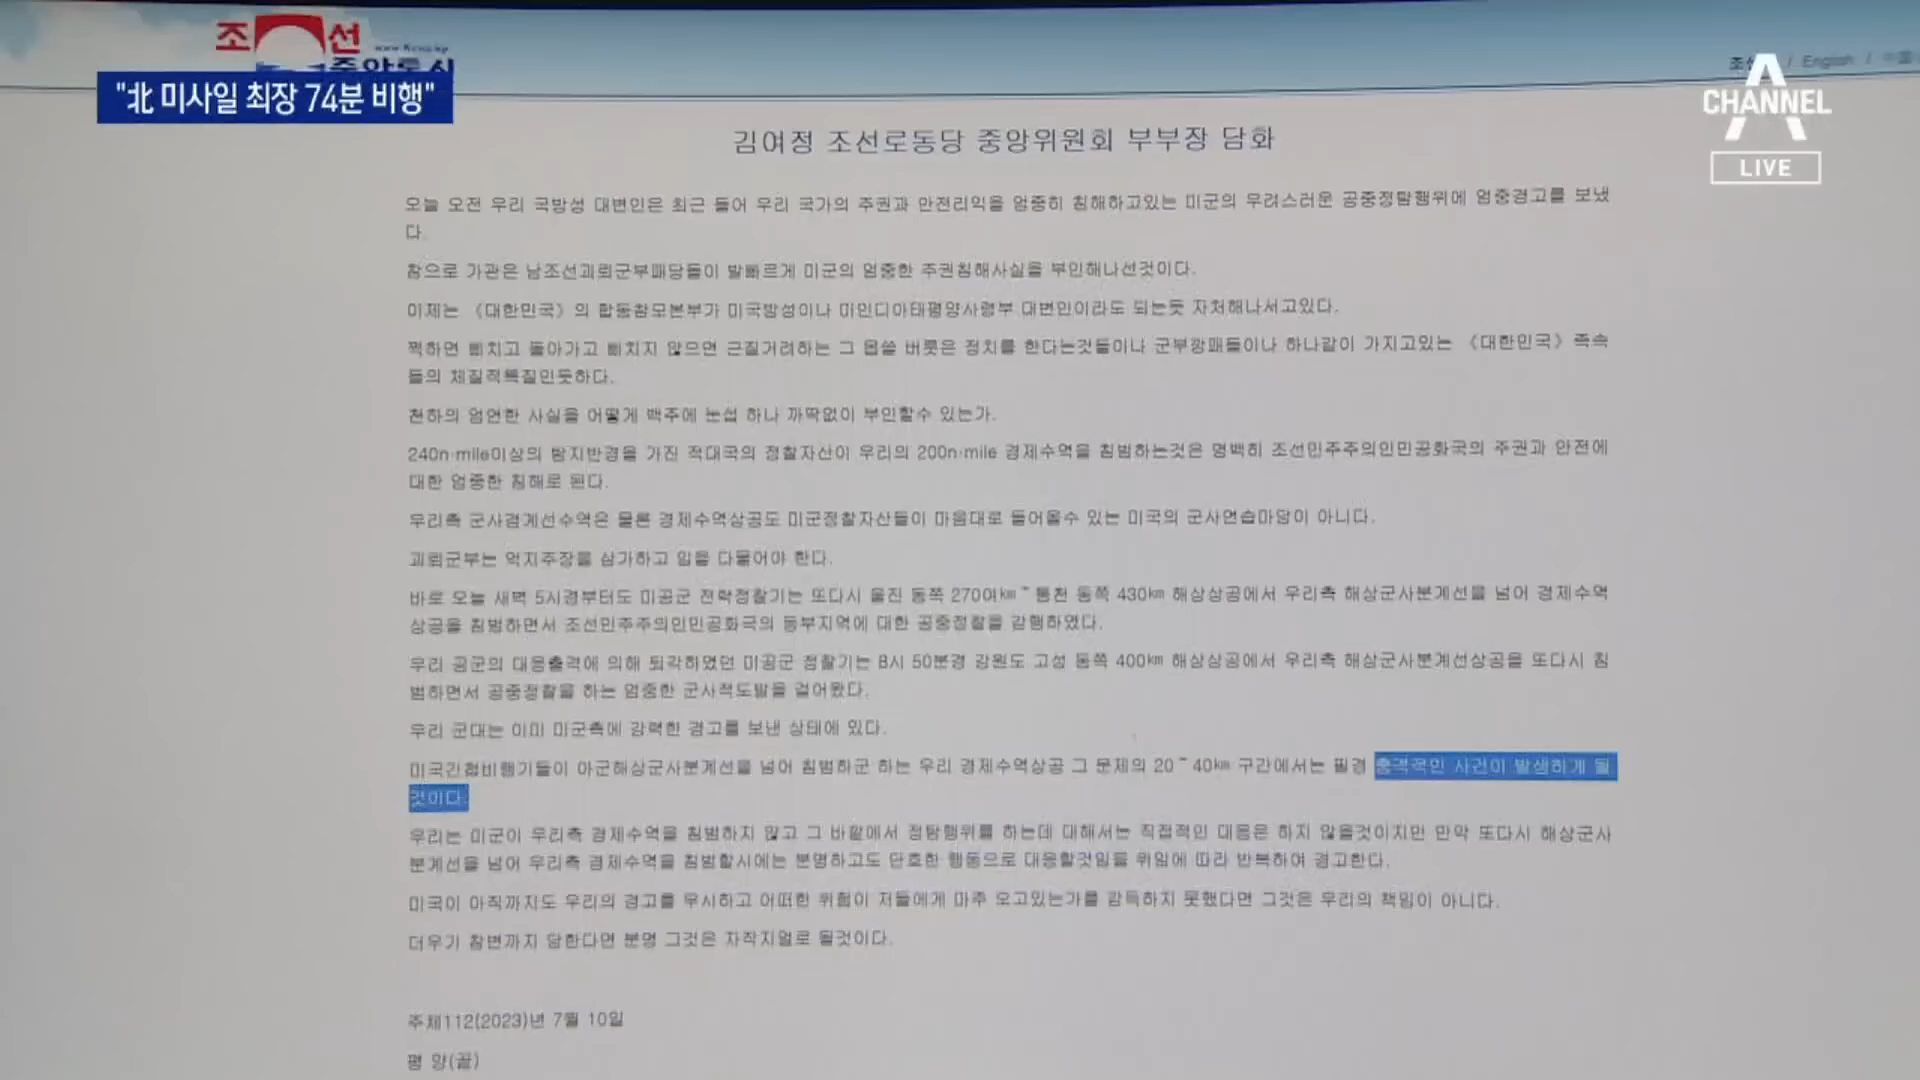 조선 www.kcna.kp
중앙통신
"北 미사일 최장 74분 비행"
조선 / English /
CHANNEL A
LIVE
김여정 조선로동당 중앙위원회 부부장 담화
오늘 오전 우리 국방성 대변인은 최근 들어 우리 국가의 주권과 안전리익을 엄중히 침해하고있는 미군의 우려스러운 공중정탐행위에 엄중경고를 보냈
다.
참으로 가관은 남조선괴뢰군부패당들이 발빠르게 미군의 엄중한 주권침해사실을 부인해나선것이다.
이제는 《대한민국》의 합동참모본부가 미국방성이나 미인디아태평양사령부 대변인이라도 되는듯 자처해나서고있다.
쩍하면 삐치고 돌아가고 삐치지 않으면 근질거려하는 그 몹쓸 버릇은 정치를 한다는것들이나 군부깡패들이나 하나같이 가지고있는 《대한민국》족속
들의 체질적특질인듯하다.
천하의 엄연한 사실을 어떻게 백주에 눈섭 하나 까딱없이 부인할수 있는가.
240n·mile이상의 탐지반경을 가진 적대국의 정찰자산이 우리의 200n·mile 경제수역을 침범하는것은 명백히 조선민주주의인민공화국의 주권과 안전에
대한 엄중한 침해로 된다.
우리측 군사경계선수역은 물론 경제수역상공도 미군정찰자산들이 마음대로 들어올수 있는 미국의 군사연습마당이 아니다.
괴뢰군부는 억지주장을 삼가하고 입을 다물어야 한다.
바로 오늘 새벽 5시경부터도 미공군 전략정찰기는 또다시 울진 동쪽 270여㎞~통천 동쪽 430㎞ 해상상공에서 우리측 해상군사분계선을 넘어 경제수역
상공을 침범하면서 조선민주주의인민공화국의 동부지역에 대한 공중정찰을 감행하였다.
우리 공군의 대응출격에 의해 퇴각하였던 미공군 정찰기는 8시 50분경 강원도 고성 동쪽 400㎞ 해상상공에서 우리측 해상군사분계선상공을 또다시 침
범하면서 공중정찰을 하는 엄중한 군사적도발을 걸어왔다.
우리 군대는 이미 미군측에 강력한 경고를 보낸 상태에 있다.
미국간첩비행기들이 아군해상군사분계선을 넘어 침범하군 하는 우리 경제수역상공 그 문제의 20~40㎞ 구간에서는 필경 충격적인 사건이 발생하게 될
것이다.
우리는 미군이 우리측 경제수역을 침범하지 않고 그 바깥에서 정탐행위를 하는데 대해서는 직접적인 대응은 하지 않을것이지만 만약 또다시 해상군사
분계선을 넘어 우리측 경제수역을 침범할시에는 분명하고도 단호한 행동으로 대응할것임을 위임에 따라 반복하여 경고한다.
미국이 아직까지도 우리의 경고를 무시하고 어떠한 위험이 저들에게 마주 오고있는가를 감득하지 못했다면 그것은 우리의 책임이 아니다.
더우기 참변까지 당한다면 분명 그것은 자작지얼로 될것이다.
주체112(2023)년 7월 10일
평 양(끝)